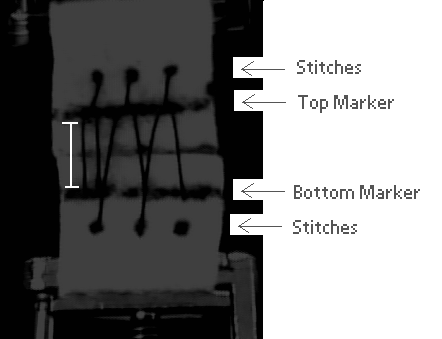 Stitches
Top Marker
Bottom Marker
Stitches